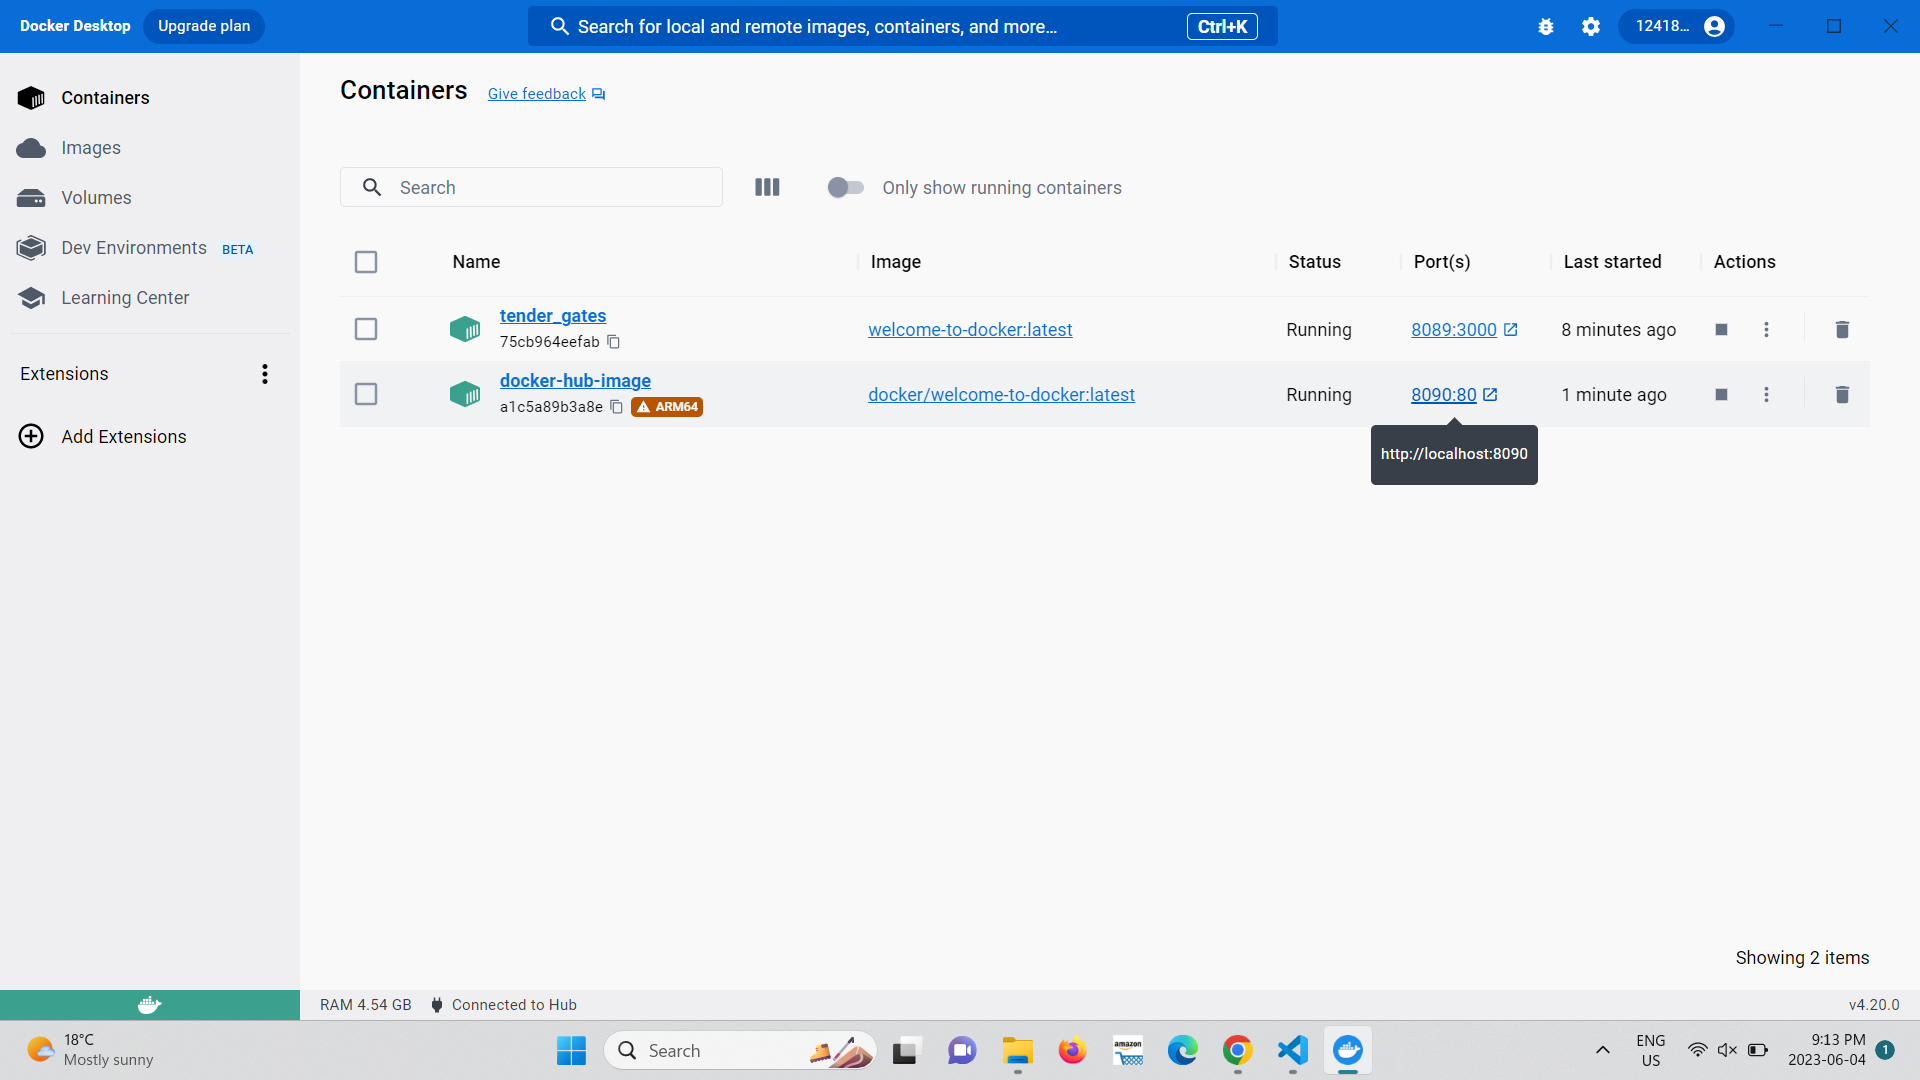 Docker Desktop
Upgrade plan
Search for local and remote images, containers, and more...
Ctrl+K
12418...
Containers
Images
Volumes
Dev Environments BETA
Learning Center
Extensions
Add Extensions
Containers
Give feedback
Search
Only show running containers
Name Image Status Port(s) Last started Actions
tender_gates
75cb964eefab
welcome-to-docker:latest
Running
8089:3000
8 minutes ago
docker-hub-image
a1c5a89b3a8e
ARM64
docker/welcome-to-docker:latest
Running
8090:80
1 minute ago
http://localhost:8090
Showing 2 items
RAM 4.54 GB
Connected to Hub
v4.20.0
18°C
Mostly sunny
Search
amazon
ENG
US
9:13 PM
2023-06-04
1